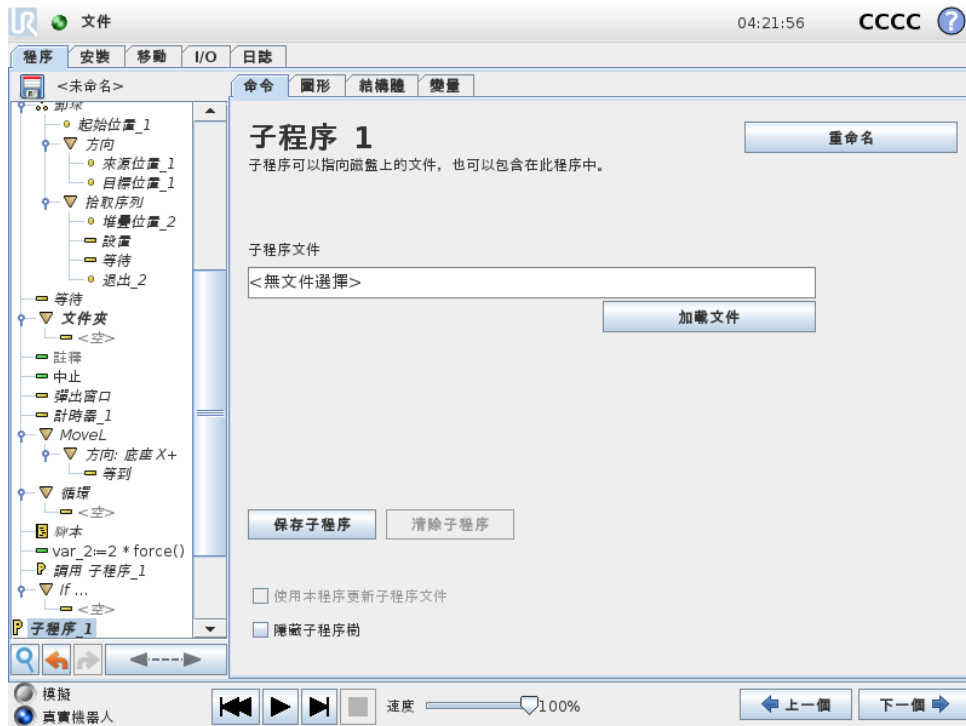 UR 文件 04:21:56 CCCC ?
程序 安裝 移動 I/O 日誌
<未命名>
命令 圖形 結構體 變量
卸垛
起始位置_1
方向
來源位置_1
目標位置_1
拾取序列
堆疊位置_2
設置
等待
退出_2
等待
文件夾
<空>
註釋
中止
彈出窗口
計時器_1
MoveL
方向: 底座 X+
等到
循環
<空>
腳本
var_2:=2 * force()
調用 子程序_1
If ...
<空>
子程序_1
子程序 1
重命名
子程序可以指向磁盤上的文件，也可以包含在此程序中。
子程序文件
<無文件選擇>
加載文件
保存子程序 清除子程序
使用本程序更新子程序文件
隱藏子程序樹
模擬
真實機器人
速度 100%
上一個 下一個